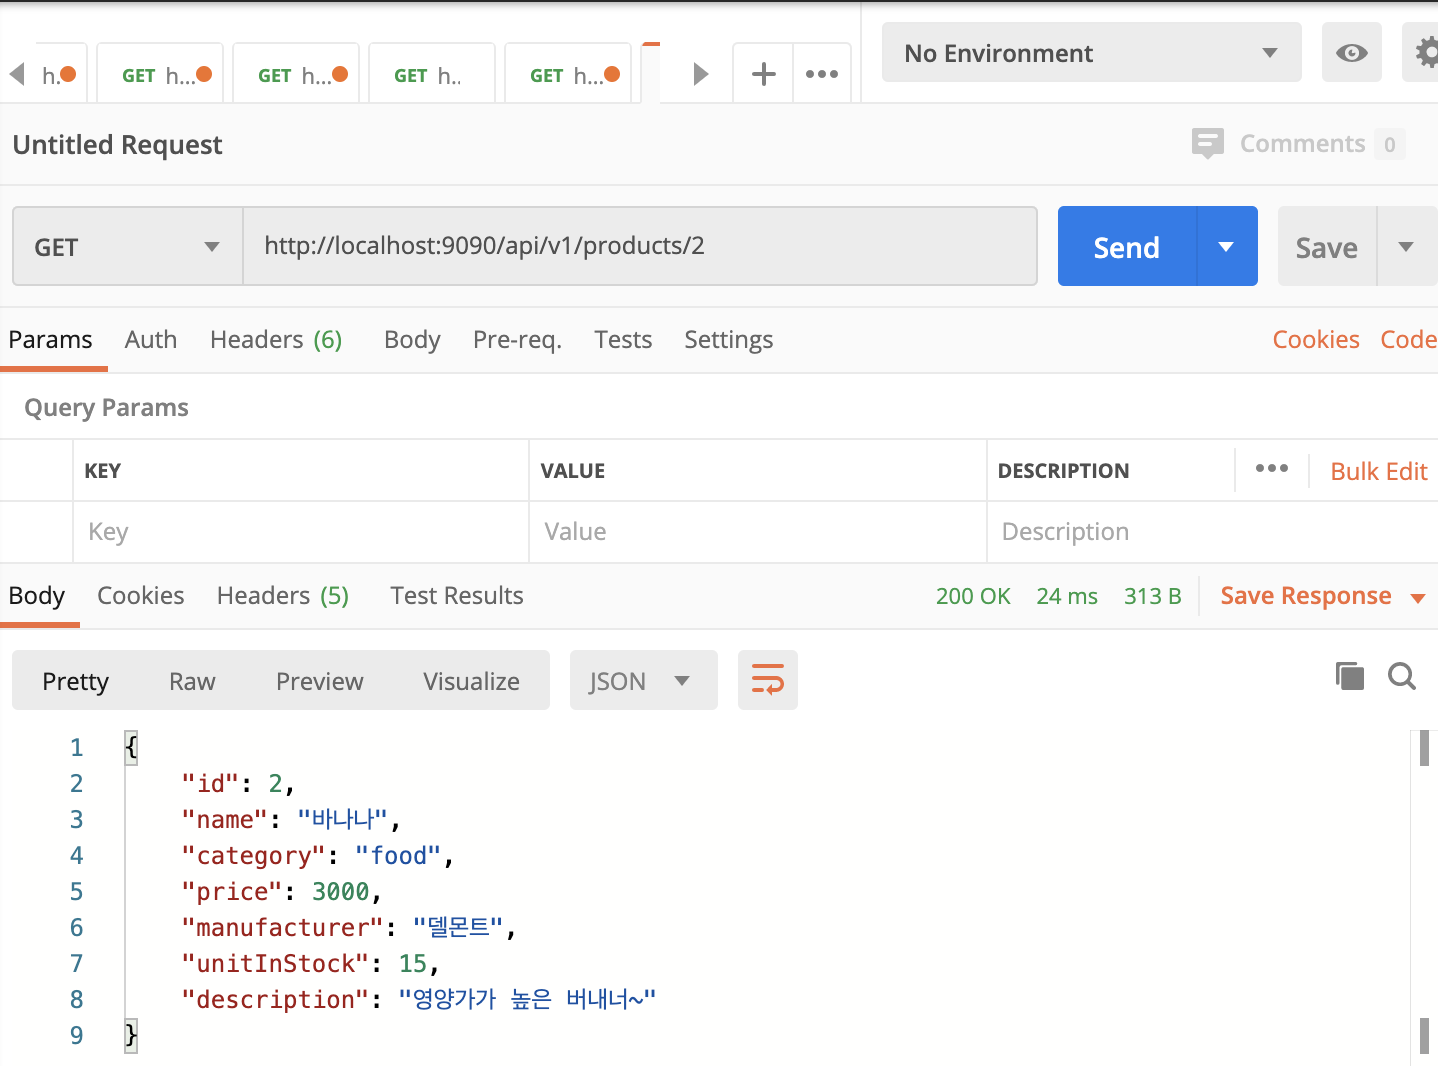 h. GET h... GET h... GET h.. GET h... No Environment
Untitled Request Comments 0
GET http://localhost:9090/api/v1/products/2 Send Save
Params Auth Headers (6) Body Pre-req. Tests Settings Cookies Code
Query Params
KEY VALUE DESCRIPTION Bulk Edit
Key Value Description
Body Cookies Headers (5) Test Results 200 OK 24 ms 313 B Save Response
Pretty Raw Preview Visualize JSON
1 {
2 "id": 2,
3 "name": "바나나",
4 "category": "food",
5 "price": 3000,
6 "manufacturer": "델몬트",
7 "unitInStock": 15,
8 "description": "영양가가 높은 버내너~"
9 }